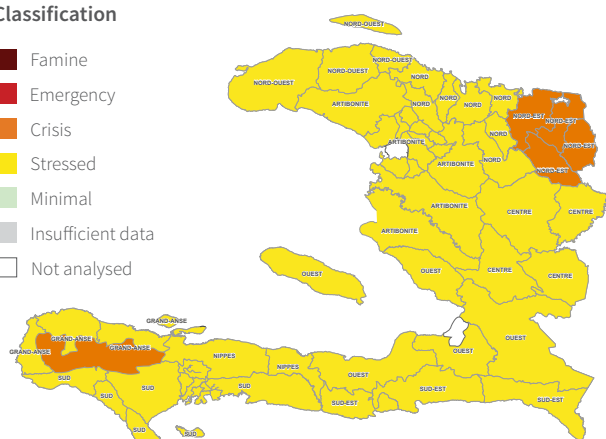 Classification
Famine
Emergency
Crisis
Stressed
Minimal
Insufficient data
Not analysed
NORD-OUEST
NORD-OUEST
NORD-OUEST
NORD-OUEST
NORD
NORD
NORD
NORD
NORD
ARTIBONITE
NORD
NORD-EST
NORD-EST
NORD
ARTIBONITE
NORD-EST
ARTIBONITE
NORD
NORD-EST
ARTIBONITE
CENTRE
CENTRE
ARTIBONITE
OUEST
OUEST
CENTRE
CENTRE
GRAND-ANSE
GRAND-ANSE
GRAND-ANSE
GRAND-ANSE
NIPPES
NIPPES
OUEST
OUEST
OUEST
SUD
SUD
SUD
SUD
SUD-EST
SUD-EST
SUD-EST
SUD
SUD
SUD